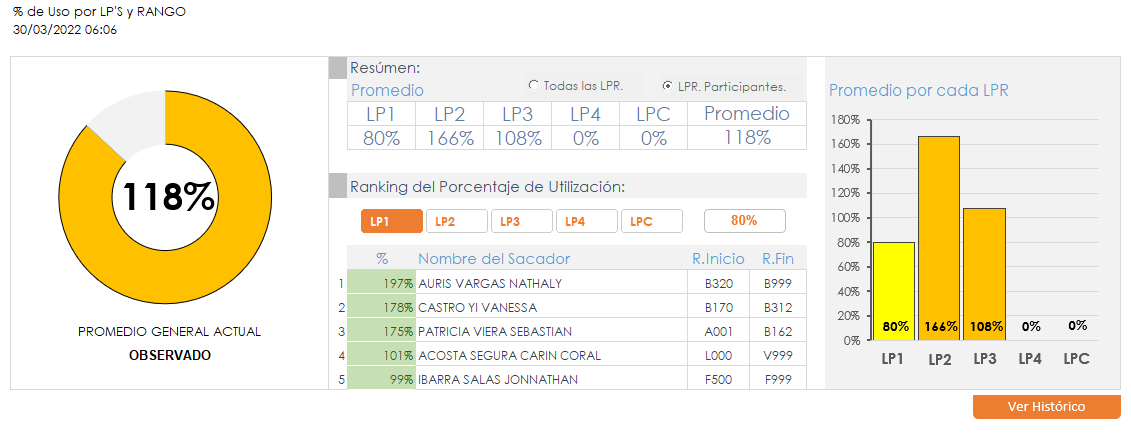 % de Uso por LP'S y RANGO
30/03/2022 06:06
118%
PROMEDIO GENERAL ACTUAL
OBSERVADO
Resúmen:
Promedio
Todas las LPR.
LPR. Participantes.
LP1 LP2 LP3 LP4 LPC Promedio
80% 166% 108% 0% 0% 118%
Ranking del Porcentaje de Utilización:
LP1 LP2 LP3 LP4 LPC 80%
% Nombre del Sacador R.Inicio R.Fin
1 197% AURIS VARGAS NATHALY B320 B999
2 178% CASTRO YI VANESSA B170 B312
3 175% PATRICIA VIERA SEBASTIAN A001 B162
4 101% ACOSTA SEGURA CARIN CORAL L000 V999
5 99% IBARRA SALAS JONNATHAN F500 F999
Promedio por cada LPR
180%
160%
140%
120%
100%
80%
60%
40%
20%
0%
80% 166% 108% 0% 0%
LP1 LP2 LP3 LP4 LPC
Ver Histórico